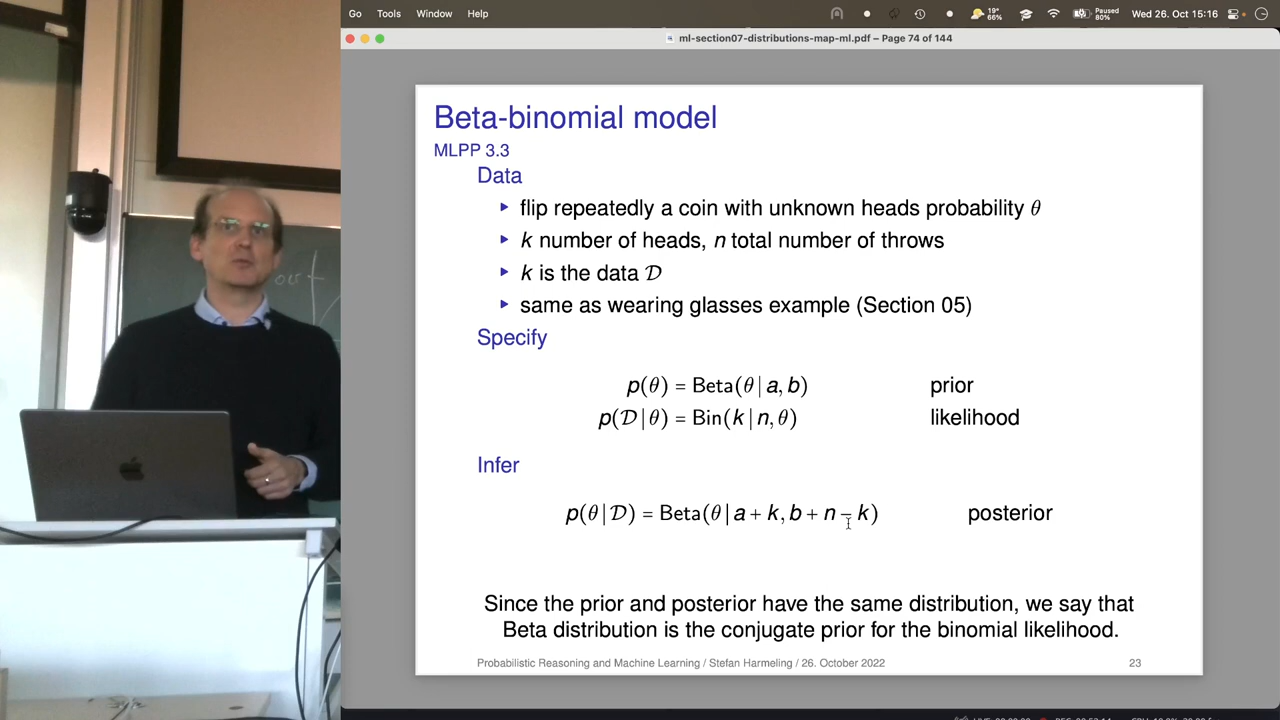 Go Tools Window Help
19°
66%
Paused
80%
Wed 26. Oct 15:16
ml-section07-distributions-map-ml.pdf – Page 74 of 144
Beta-binomial model
MLPP 3.3
Data
flip repeatedly a coin with unknown heads probability θ
k number of heads, n total number of throws
k is the data 𝒟
same as wearing glasses example (Section 05)
Specify
p(θ) = Beta(θ | a, b) prior
p(𝒟 | θ) = Bin(k | n, θ) likelihood
Infer
p(θ | 𝒟) = Beta(θ | a + k, b + n − k) posterior
Since the prior and posterior have the same distribution, we say that
Beta distribution is the conjugate prior for the binomial likelihood.
Probabilistic Reasoning and Machine Learning / Stefan Harmeling / 26. October 2022 23